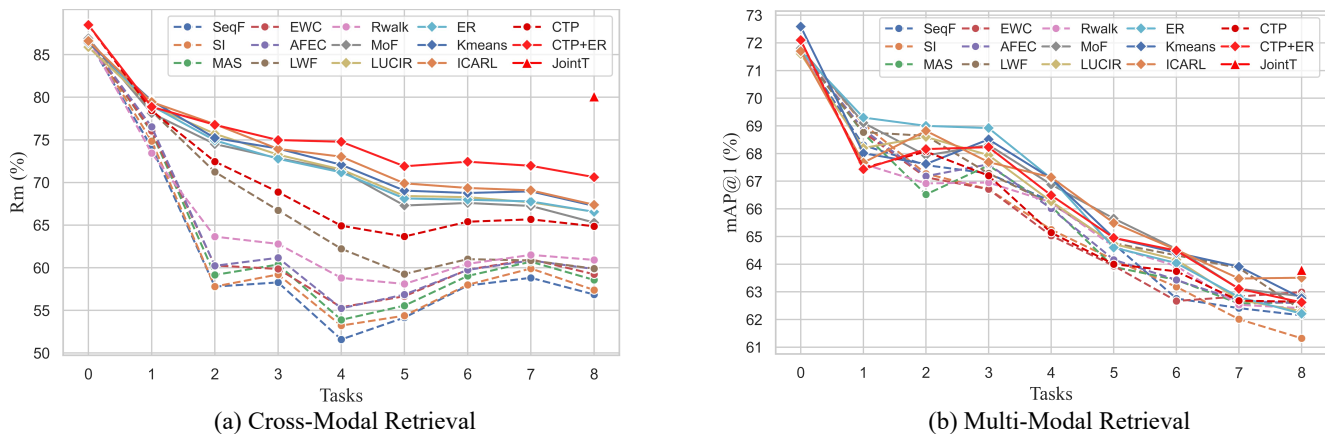 SeqF EWC Rwalk ER CTP
SI AFEC MoF Kmeans CTP+ER
MAS LWF LUCIR ICARL JointT
Rm (%)
85
80
75
70
65
60
55
50
0 1 2 3 4 5 6 7 8
Tasks
(a) Cross-Modal Retrieval
SeqF EWC Rwalk ER CTP
SI AFEC MoF Kmeans CTP+ER
MAS LWF LUCIR ICARL JointT
mAP@1 (%)
73
72
71
70
69
68
67
66
65
64
63
62
61
0 1 2 3 4 5 6 7 8
Tasks
(b) Multi-Modal Retrieval